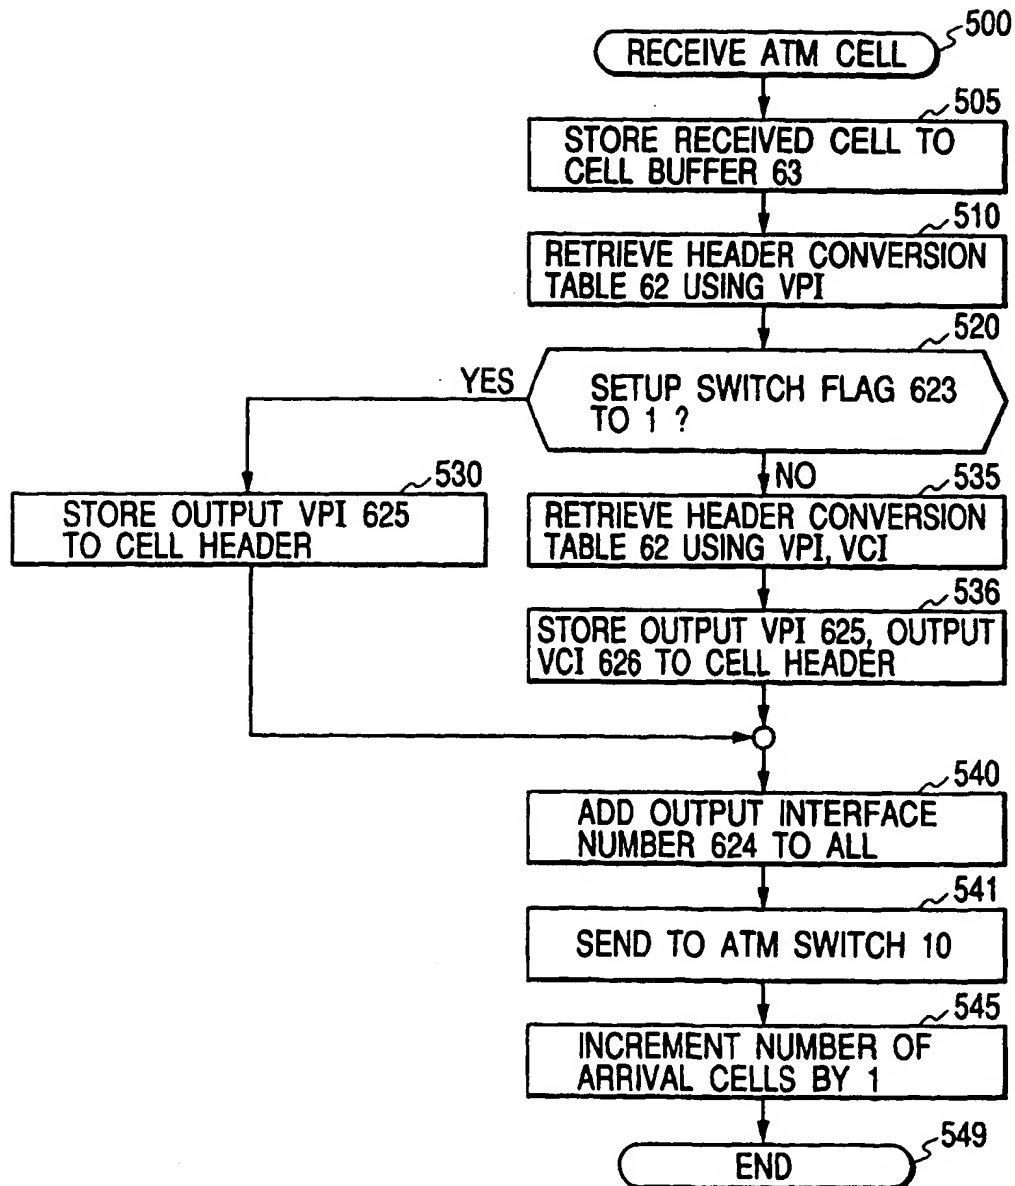 500
RECEIVE ATM CELL
505
STORE RECEIVED CELL TO
CELL BUFFER 63
510
RETRIEVE HEADER CONVERSION
TABLE 62 USING VPI
520
SETUP SWITCH FLAG 623
TO 1 ?
YES
NO
530
STORE OUTPUT VPI 625
TO CELL HEADER
535
RETRIEVE HEADER CONVERSION
TABLE 62 USING VPI, VCI
536
STORE OUTPUT VPI 625, OUTPUT
VCI 626 TO CELL HEADER
540
ADD OUTPUT INTERFACE
NUMBER 624 TO ALL
541
SEND TO ATM SWITCH 10
545
INCREMENT NUMBER OF
ARRIVAL CELLS BY 1
549
END